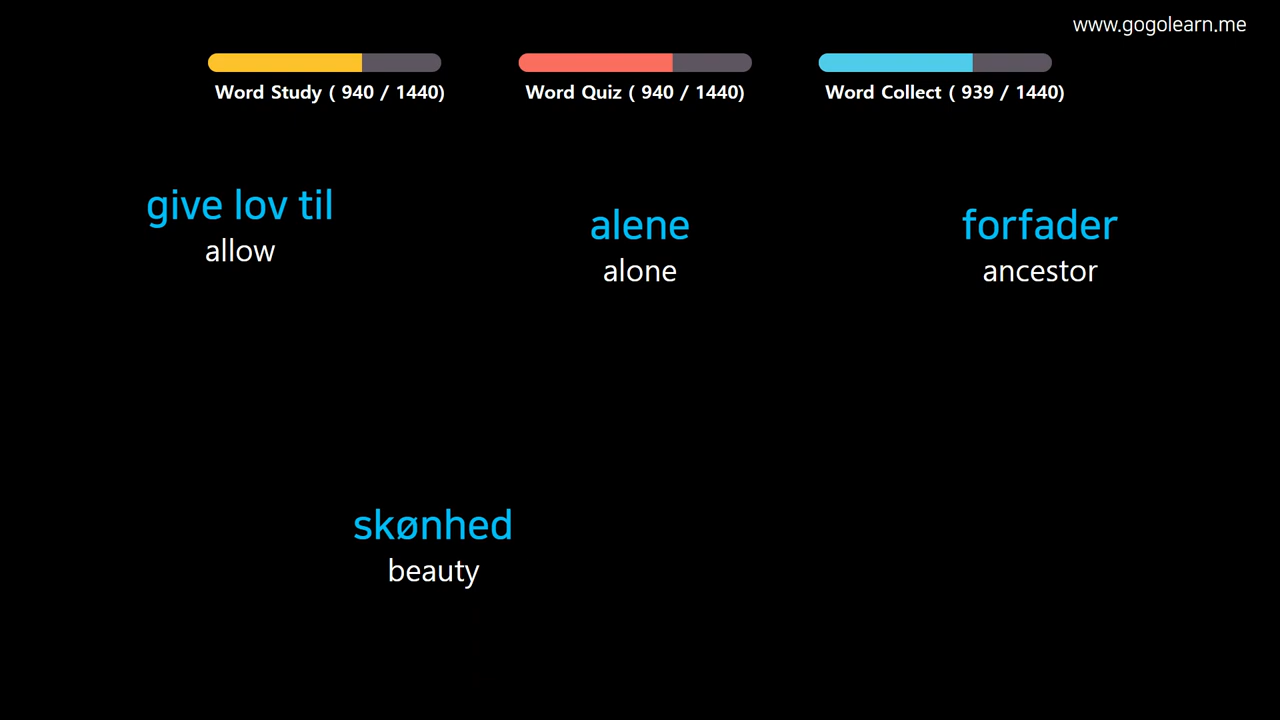 www.gogolearn.me
Word Study ( 940 / 1440)
Word Quiz ( 940 / 1440)
Word Collect ( 939 / 1440)
give lov til
allow
alene
alone
forfader
ancestor
skønhed
beauty